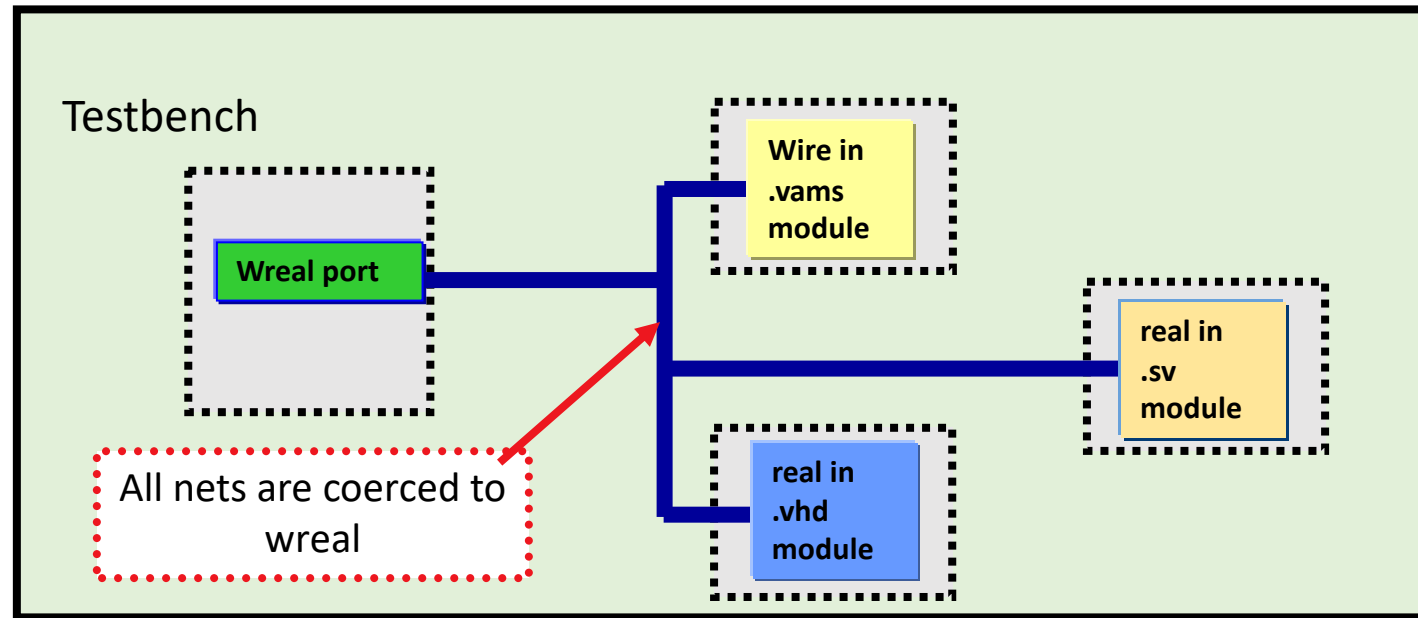 Testbench
Wire in
.vams
module
Wreal port
real in
.sv
module
All nets are coerced to
wreal
real in
.vhd
module